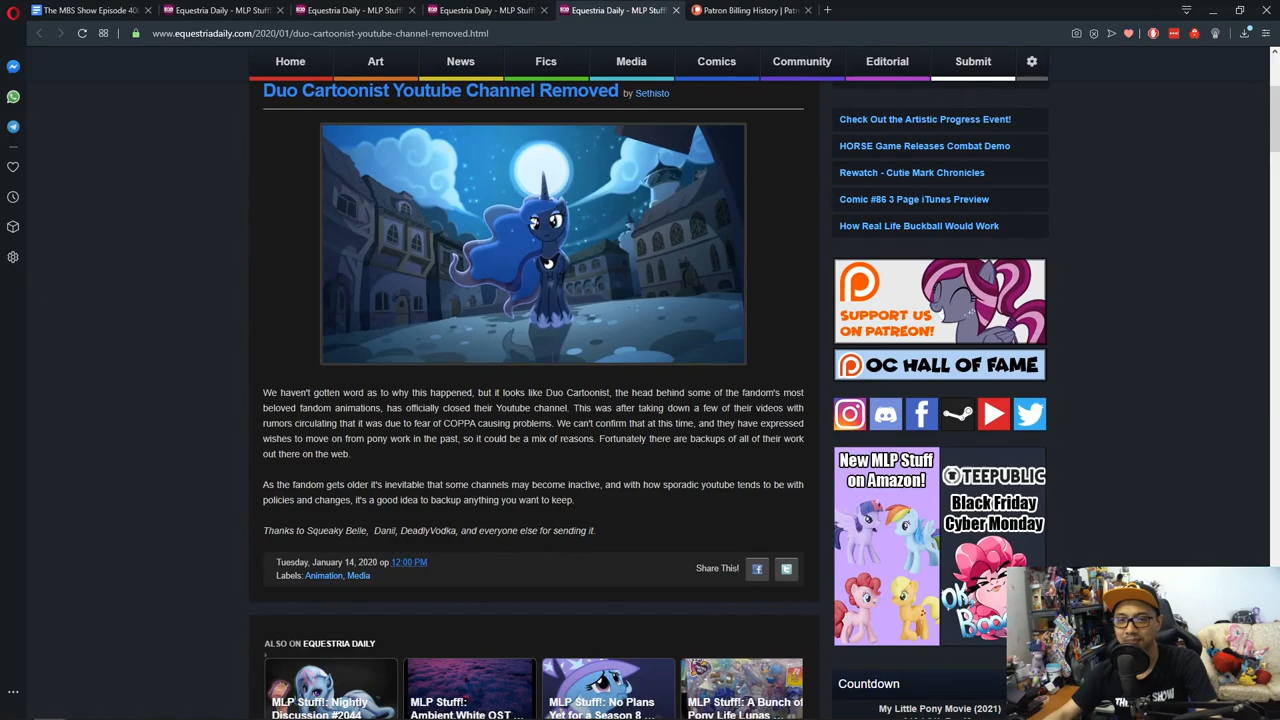 The MBS Show Episode 40
Equestria Daily - MLP Stuff!
Equestria Daily - MLP Stuff!
Equestria Daily - MLP Stuff!
Equestria Daily - MLP Stuff!
Patron Billing History | Pat
www.equestriadaily.com/2020/01/duo-cartoonist-youtube-channel-removed.html
Home Art News Fics Media Comics Community Editorial Submit
Duo Cartoonist Youtube Channel Removed by Sethisto
We haven't gotten word as to why this happened, but it looks like Duo Cartoonist, the head behind some of the fandom's most
beloved fandom animations, has officially closed their Youtube channel. This was after taking down a few of their videos with
rumors circulating that it was due to fear of COPPA causing problems. We can't confirm that at this time, and they have expressed
wishes to move on from pony work in the past, so it could be a mix of reasons. Fortunately there are backups of all of their work
out there on the web.
As the fandom gets older it's inevitable that some channels may become inactive, and with how sporadic youtube tends to be with
policies and changes, it's a good idea to backup anything you want to keep.
Thanks to Squeaky Belle, Danil, DeadlyVodka, and everyone else for sending it.
Tuesday, January 14, 2020 op 12:00 PM
Labels: Animation, Media
Share This!
ALSO ON EQUESTRIA DAILY
MLP Stuff!: Nightly
Discussion #2044
MLP Stuff!:
Ambient.White OST ...
MLP Stuff!: No Plans
Yet for a Season 8 ...
MLP Stuff!: A Bunch of
Pony Life Lunas
Check Out the Artistic Progress Event!
HORSE Game Releases Combat Demo
Rewatch - Cutie Mark Chronicles
Comic #86 3 Page iTunes Preview
How Real Life Buckball Would Work
SUPPORT US
ON PATREON!
OC HALL OF FAME
New MLP Stuff
on Amazon!
TEEPUBLIC
Black Friday
Cyber Monday
OK,
Countdown
My Little Pony Movie (2021)